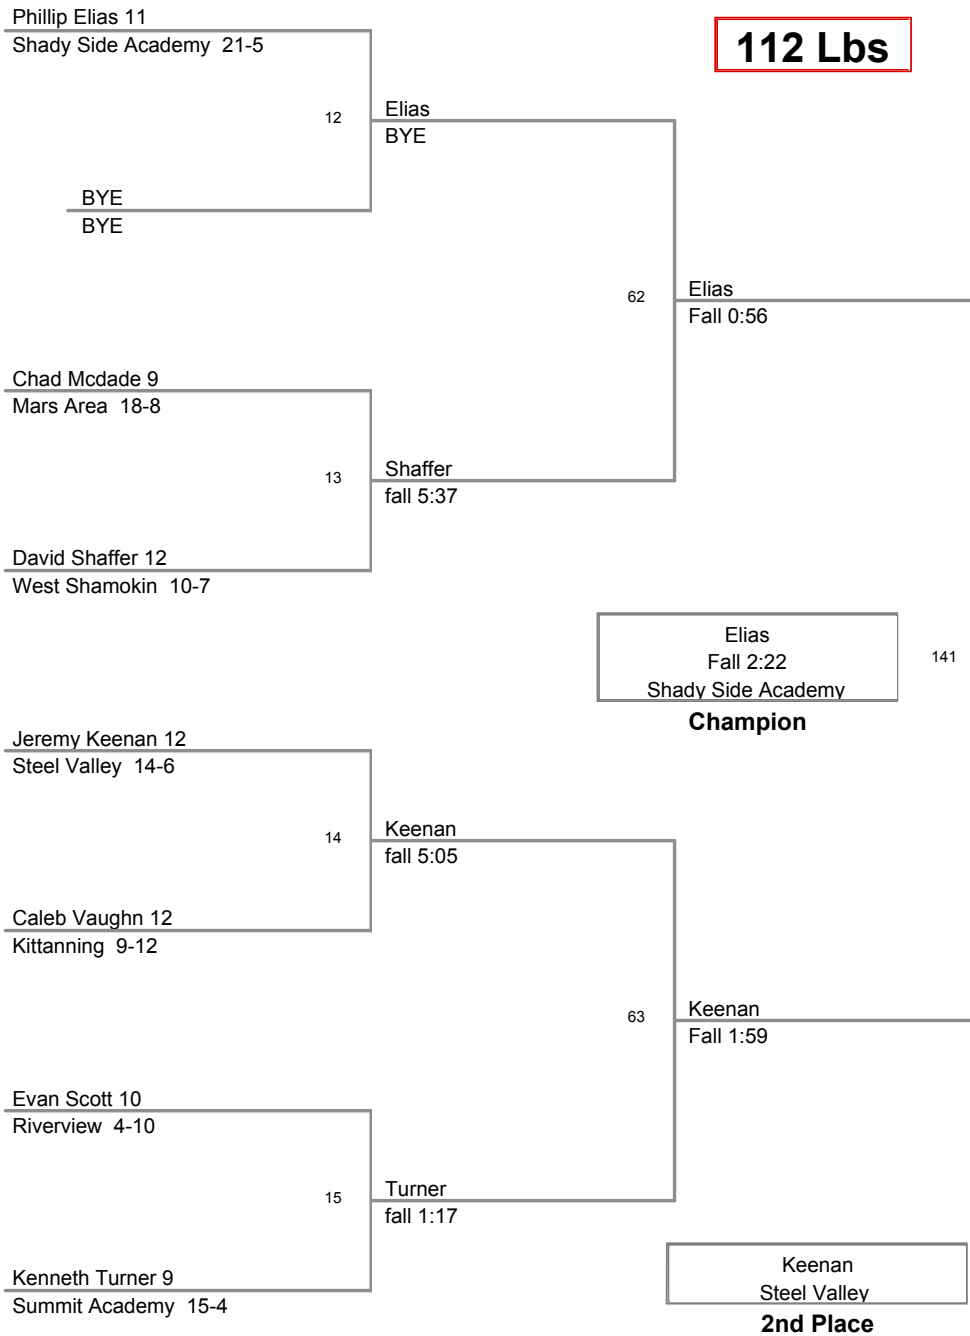 Phillip Elias 11
Shady Side Academy 21-5
112 Lbs
12
Elias
BYE
BYE
BYE
62
Elias
Fall 0:56
Chad Mcdade 9
Mars Area 18-8
13
Shaffer
fall 5:37
David Shaffer 12
West Shamokin 10-7
Elias
Fall 2:22
Shady Side Academy
141
Champion
Jeremy Keenan 12
Steel Valley 14-6
14
Keenan
fall 5:05
Caleb Vaughn 12
Kittanning 9-12
63
Keenan
Fall 1:59
Evan Scott 10
Riverview 4-10
15
Turner
fall 1:17
Kenneth Turner 9
Summit Academy 15-4
Keenan
Steel Valley
2nd Place